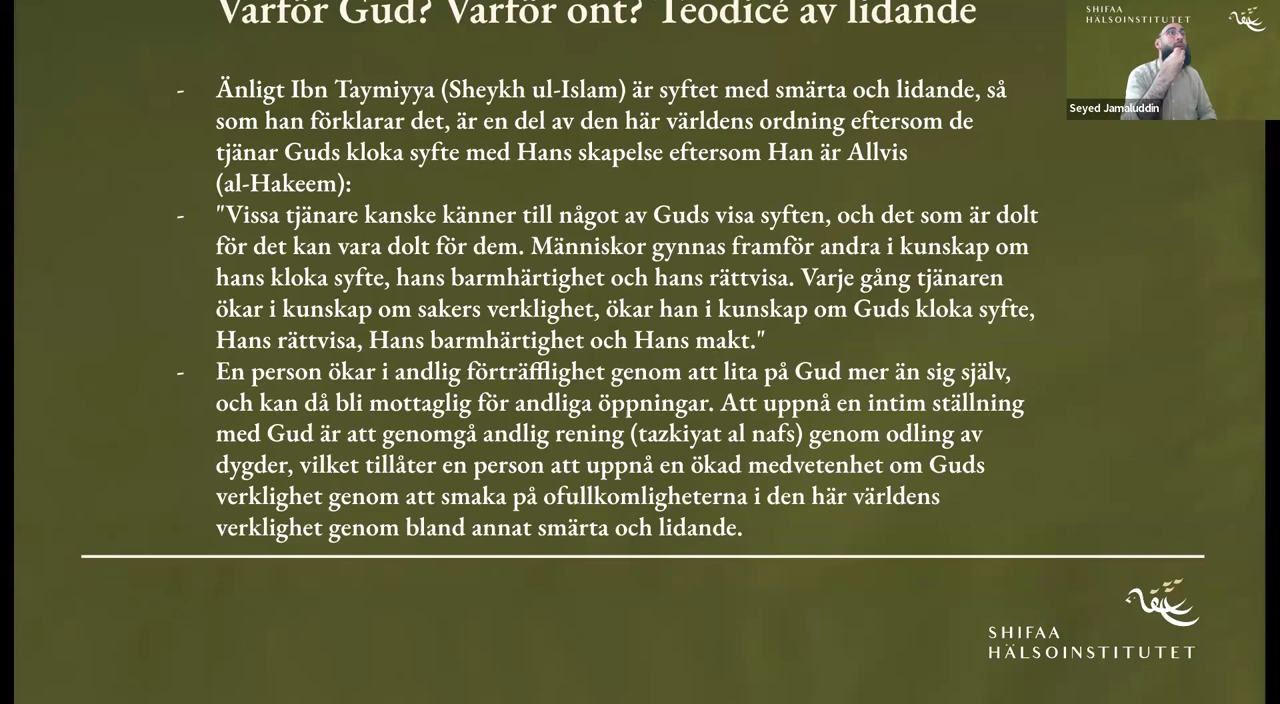 Varför Gud? Varför ont? Teodicé av lidande
SHIFAA
HÄLSOINSTITUTET
Seyed Jamaluddin
- Änligt Ibn Taymiyya (Sheykh ul-Islam) är syftet med smärta och lidande, så
som han förklarar det, är en del av den här världens ordning eftersom de
tjänar Guds kloka syfte med Hans skapelse eftersom Han är Allvis
(al-Hakeem):
- "Vissa tjänare kanske känner till något av Guds visa syften, och det som är dolt
för det kan vara dolt för dem. Människor gynnas framför andra i kunskap om
hans kloka syfte, hans barmhärtighet och hans rättvisa. Varje gång tjänaren
ökar i kunskap om sakers verklighet, ökar han i kunskap om Guds kloka syfte,
Hans rättvisa, Hans barmhärtighet och Hans makt."
- En person ökar i andlig förträfflighet genom att lita på Gud mer än sig själv,
och kan då bli mottaglig för andliga öppningar. Att uppnå en intim ställning
med Gud är att genomgå andlig rening (tazkiyat al nafs) genom odling av
dygder, vilket tillåter en person att uppnå en ökad medvetenhet om Guds
verklighet genom att smaka på ofullkomligheterna i den här världens
verklighet genom bland annat smärta och lidande.
SHIFAA
HÄLSOINSTITUTET